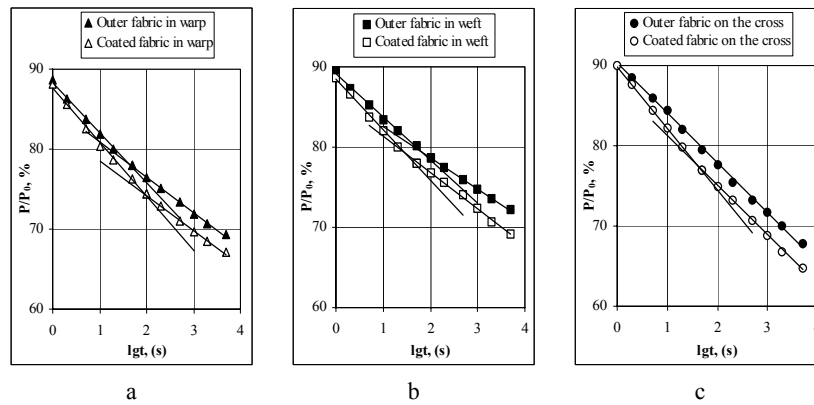 Outer fabric in warp
Coated fabric in warp
90
80
70
60
P/P0, %
0 1 2 3 4
lgt, (s)
a
Outer fabric in weft
Coated fabric in weft
90
80
70
60
P/P0, %
0 1 2 3 4
lgt, (s)
b
Outer fabric on the cross
Coated fabric on the cross
90
80
70
60
P/P0, %
0 1 2 3 4
lgt, (s)
c